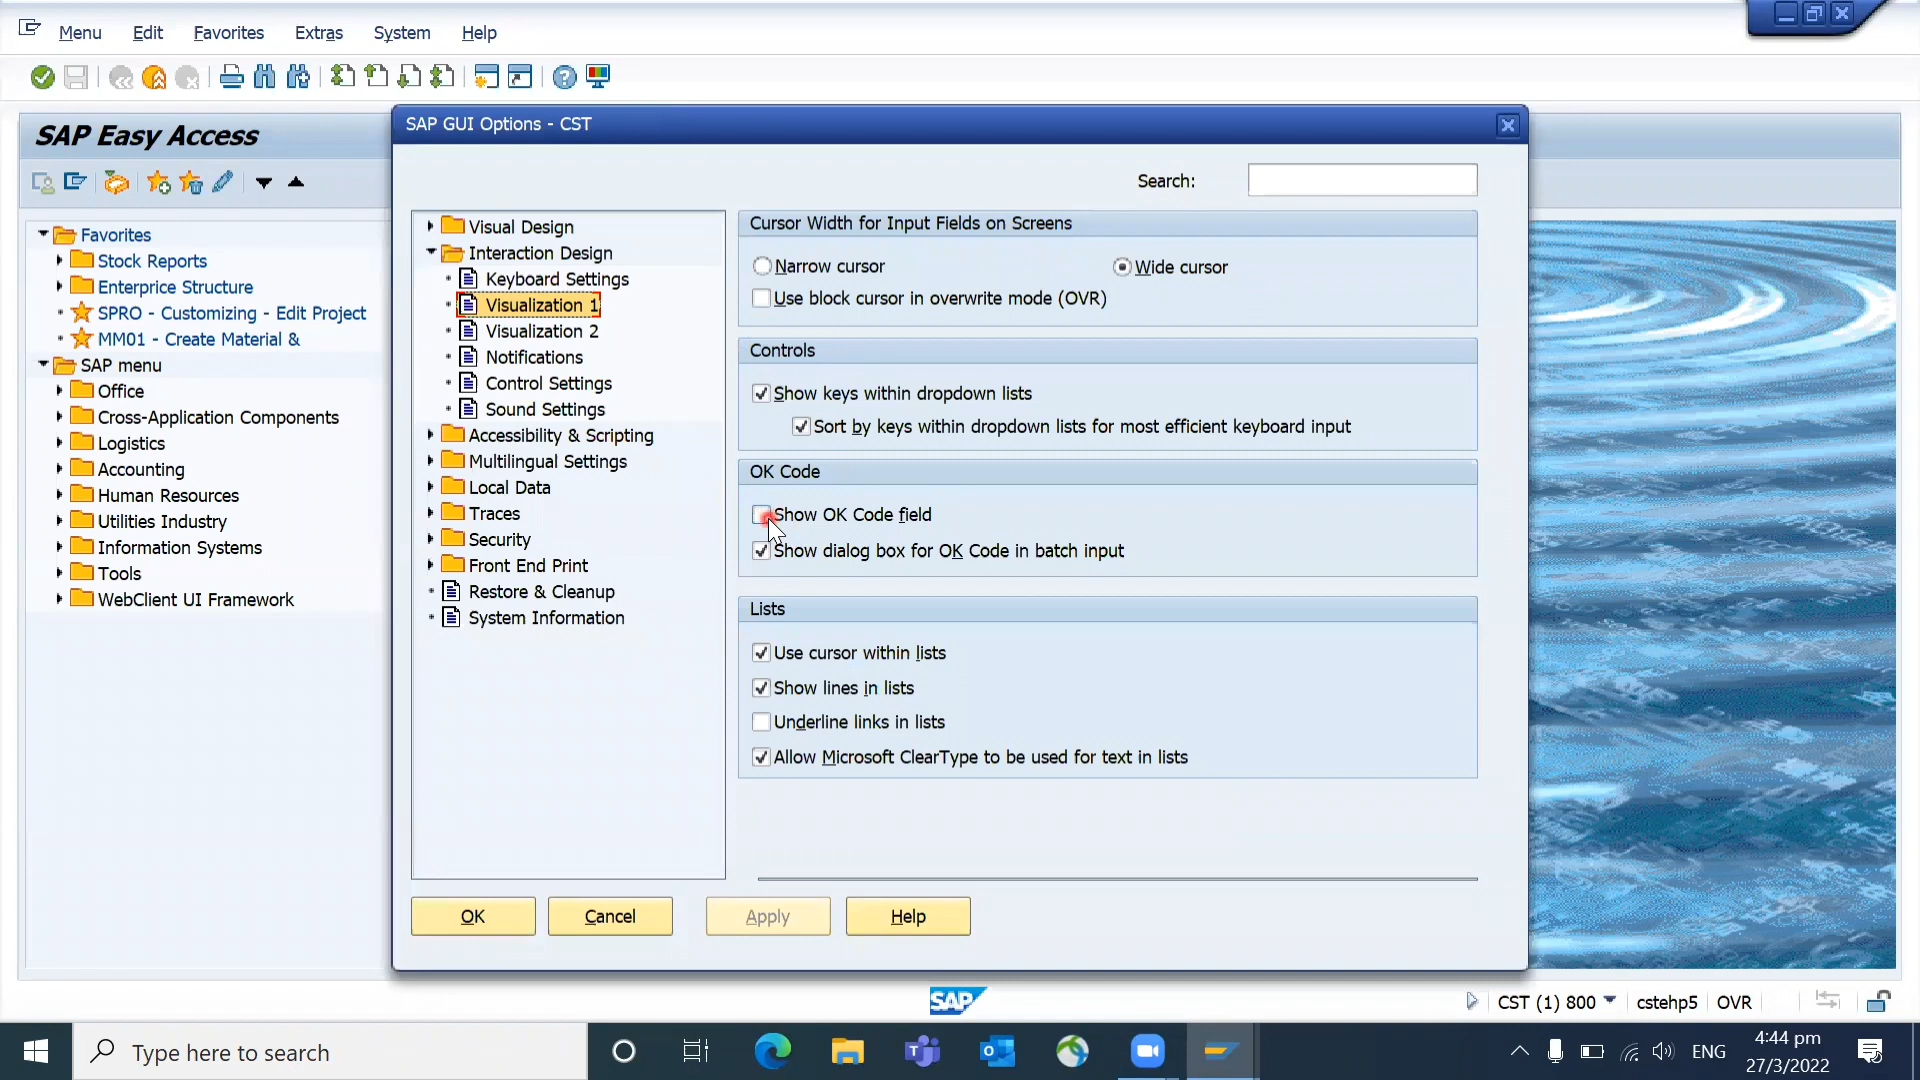 Menu Edit Favorites Extras System Help
SAP Easy Access
Favorites
Stock Reports
Enterprice Structure
SPRO - Customizing - Edit Project
MM01 - Create Material &
SAP menu
Office
Cross-Application Components
Logistics
Accounting
Human Resources
Utilities Industry
Information Systems
Tools
WebClient UI Framework
SAP GUI Options - CST
Search:
Visual Design
Interaction Design
Keyboard Settings
Visualization 1
Visualization 2
Notifications
Control Settings
Sound Settings
Accessibility & Scripting
Multilingual Settings
Local Data
Traces
Security
Front End Print
Restore & Cleanup
System Information
Cursor Width for Input Fields on Screens
Narrow cursor Wide cursor
Use block cursor in overwrite mode (OVR)
Controls
Show keys within dropdown lists
Sort by keys within dropdown lists for most efficient keyboard input
OK Code
Show OK Code field
Show dialog box for OK Code in batch input
Lists
Use cursor within lists
Show lines in lists
Underline links in lists
Allow Microsoft ClearType to be used for text in lists
OK Cancel Apply Help
SAP
CST (1) 800 cstehp5 OVR
Type here to search
ENG
4:44 pm
27/3/2022